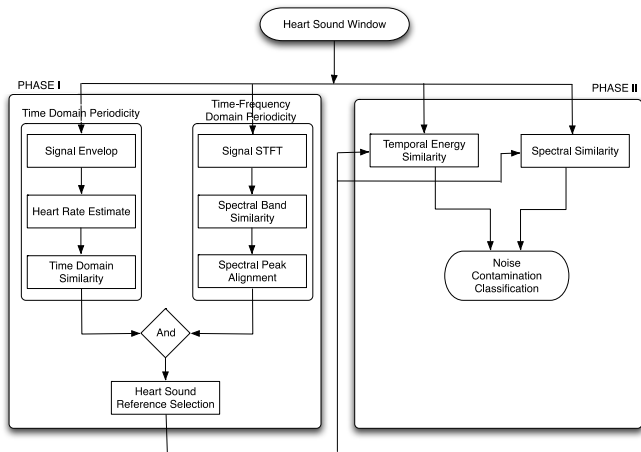 Heart Sound Window
PHASE I
PHASE II
Time Domain Periodicity
Time-Frequency
Domain Periodicity
Signal Envelop
Signal STFT
Temporal Energy
Similarity
Spectral Similarity
Heart Rate Estimate
Spectral Band
Similarity
Time Domain
Similarity
Spectral Peak
Alignment
Noise
Contamination
Classification
And
Heart Sound
Reference Selection